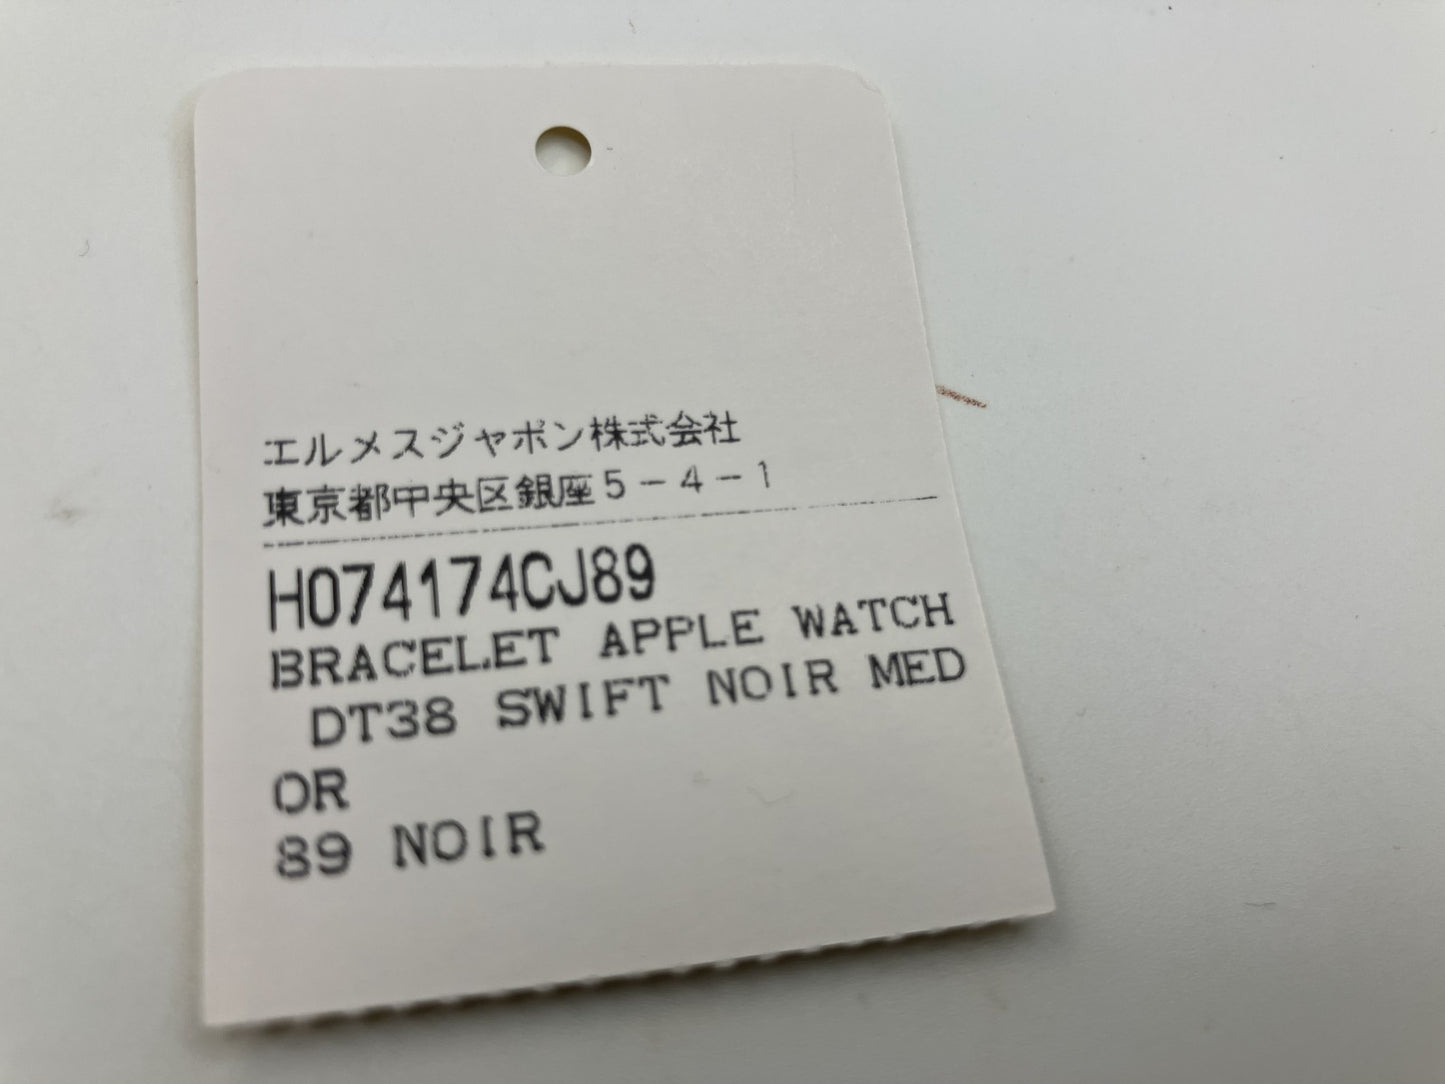 エルメスジャポン株式会社
東京都中央区銀座5-4-1
H074174CJ89
BRACELET APPLE WATCH
DT38 SWIFT NOIR MED
OR
89 NOIR